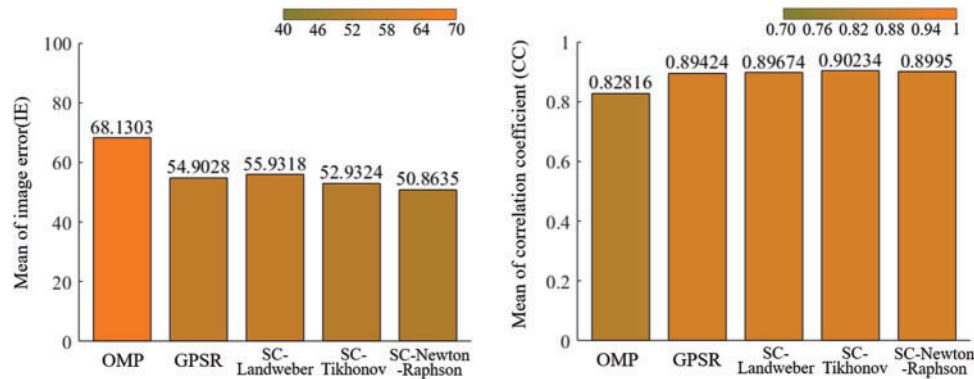 40 46 52 58 64 70
100
80
60
40
20
0
Mean of image error(IE)
68.1303
54.9028
55.9318
52.9324
50.8635
OMP
GPSR
SC-
Landweber
SC-
Tikhonov
SC-Newton
-Raphson
0.70 0.76 0.82 0.88 0.94 1
1
0.8
0.6
0.4
0.2
0
Mean of correlation coefficient (CC)
0.82816
0.89424
0.89674
0.90234
0.8995
OMP
GPSR
SC-
Landweber
SC-
Tikhonov
SC-Newton
-Raphson